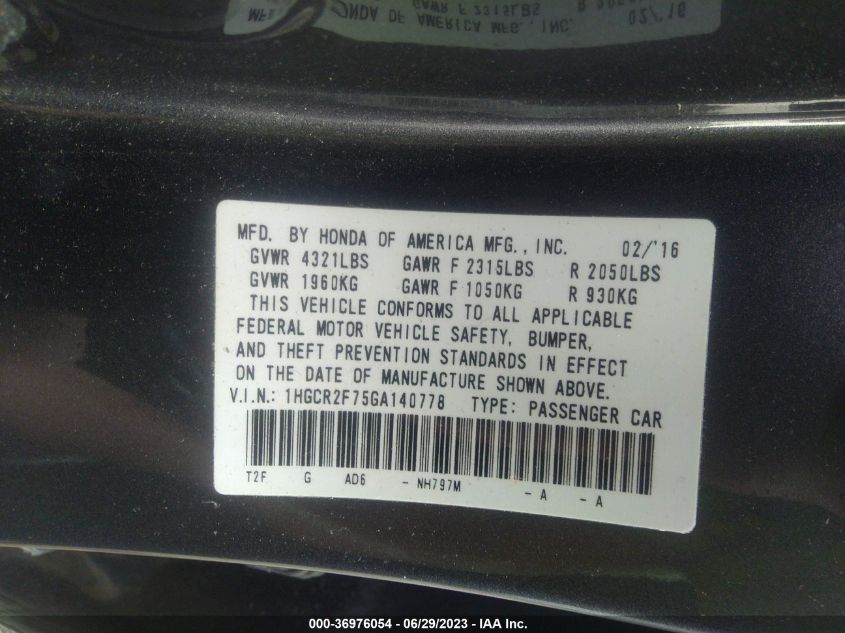 MFD. BY HONDA OF AMERICA MFG., INC. 02/'16
GVWR 4321LBS GAWR F 2315LBS R 2050LBS
GVWR 1960KG GAWR F 1050KG R 930KG
THIS VEHICLE CONFORMS TO ALL APPLICABLE
FEDERAL MOTOR VEHICLE SAFETY, BUMPER,
AND THEFT PREVENTION STANDARDS IN EFFECT
ON THE DATE OF MANUFACTURE SHOWN ABOVE.
V.I.N.: 1HGCR2F75GA140778 TYPE: PASSENGER CAR
T2F G AD6 - NH797M - A - A
000-36976054 - 06/29/2023 - IAA Inc.